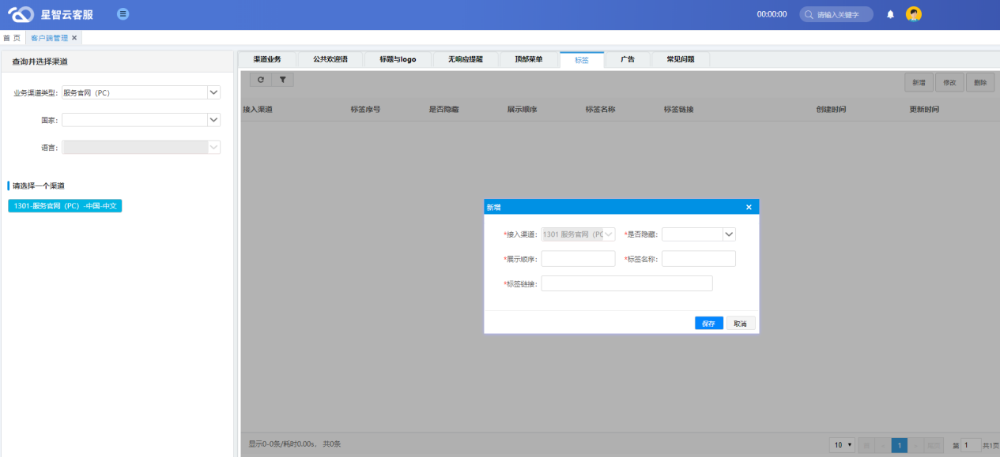 星智云客服
00:00:00
请输入关键字
首 页
客户端管理 ×
查询并选择渠道
业务渠道类型: 服务官网（PC）
国家:
语言:
请选择一个渠道
1301-服务官网（PC）-中国-中文
渠道业务 公共欢迎语 标题与logo 无响应提醒 顶部菜单 标签 广告 常见问题
新增 修改 删除
接入渠道 标签序号 是否隐藏 展示顺序 标签名称 标签链接 创建时间 更新时间
新增 ×
*接入渠道: 1301 服务官网（PC *是否隐藏:
*展示顺序: *标签名称:
*标签链接:
保存 取消
显示0-0条/耗时0.00s， 共0条
10 1 第 1 共1页